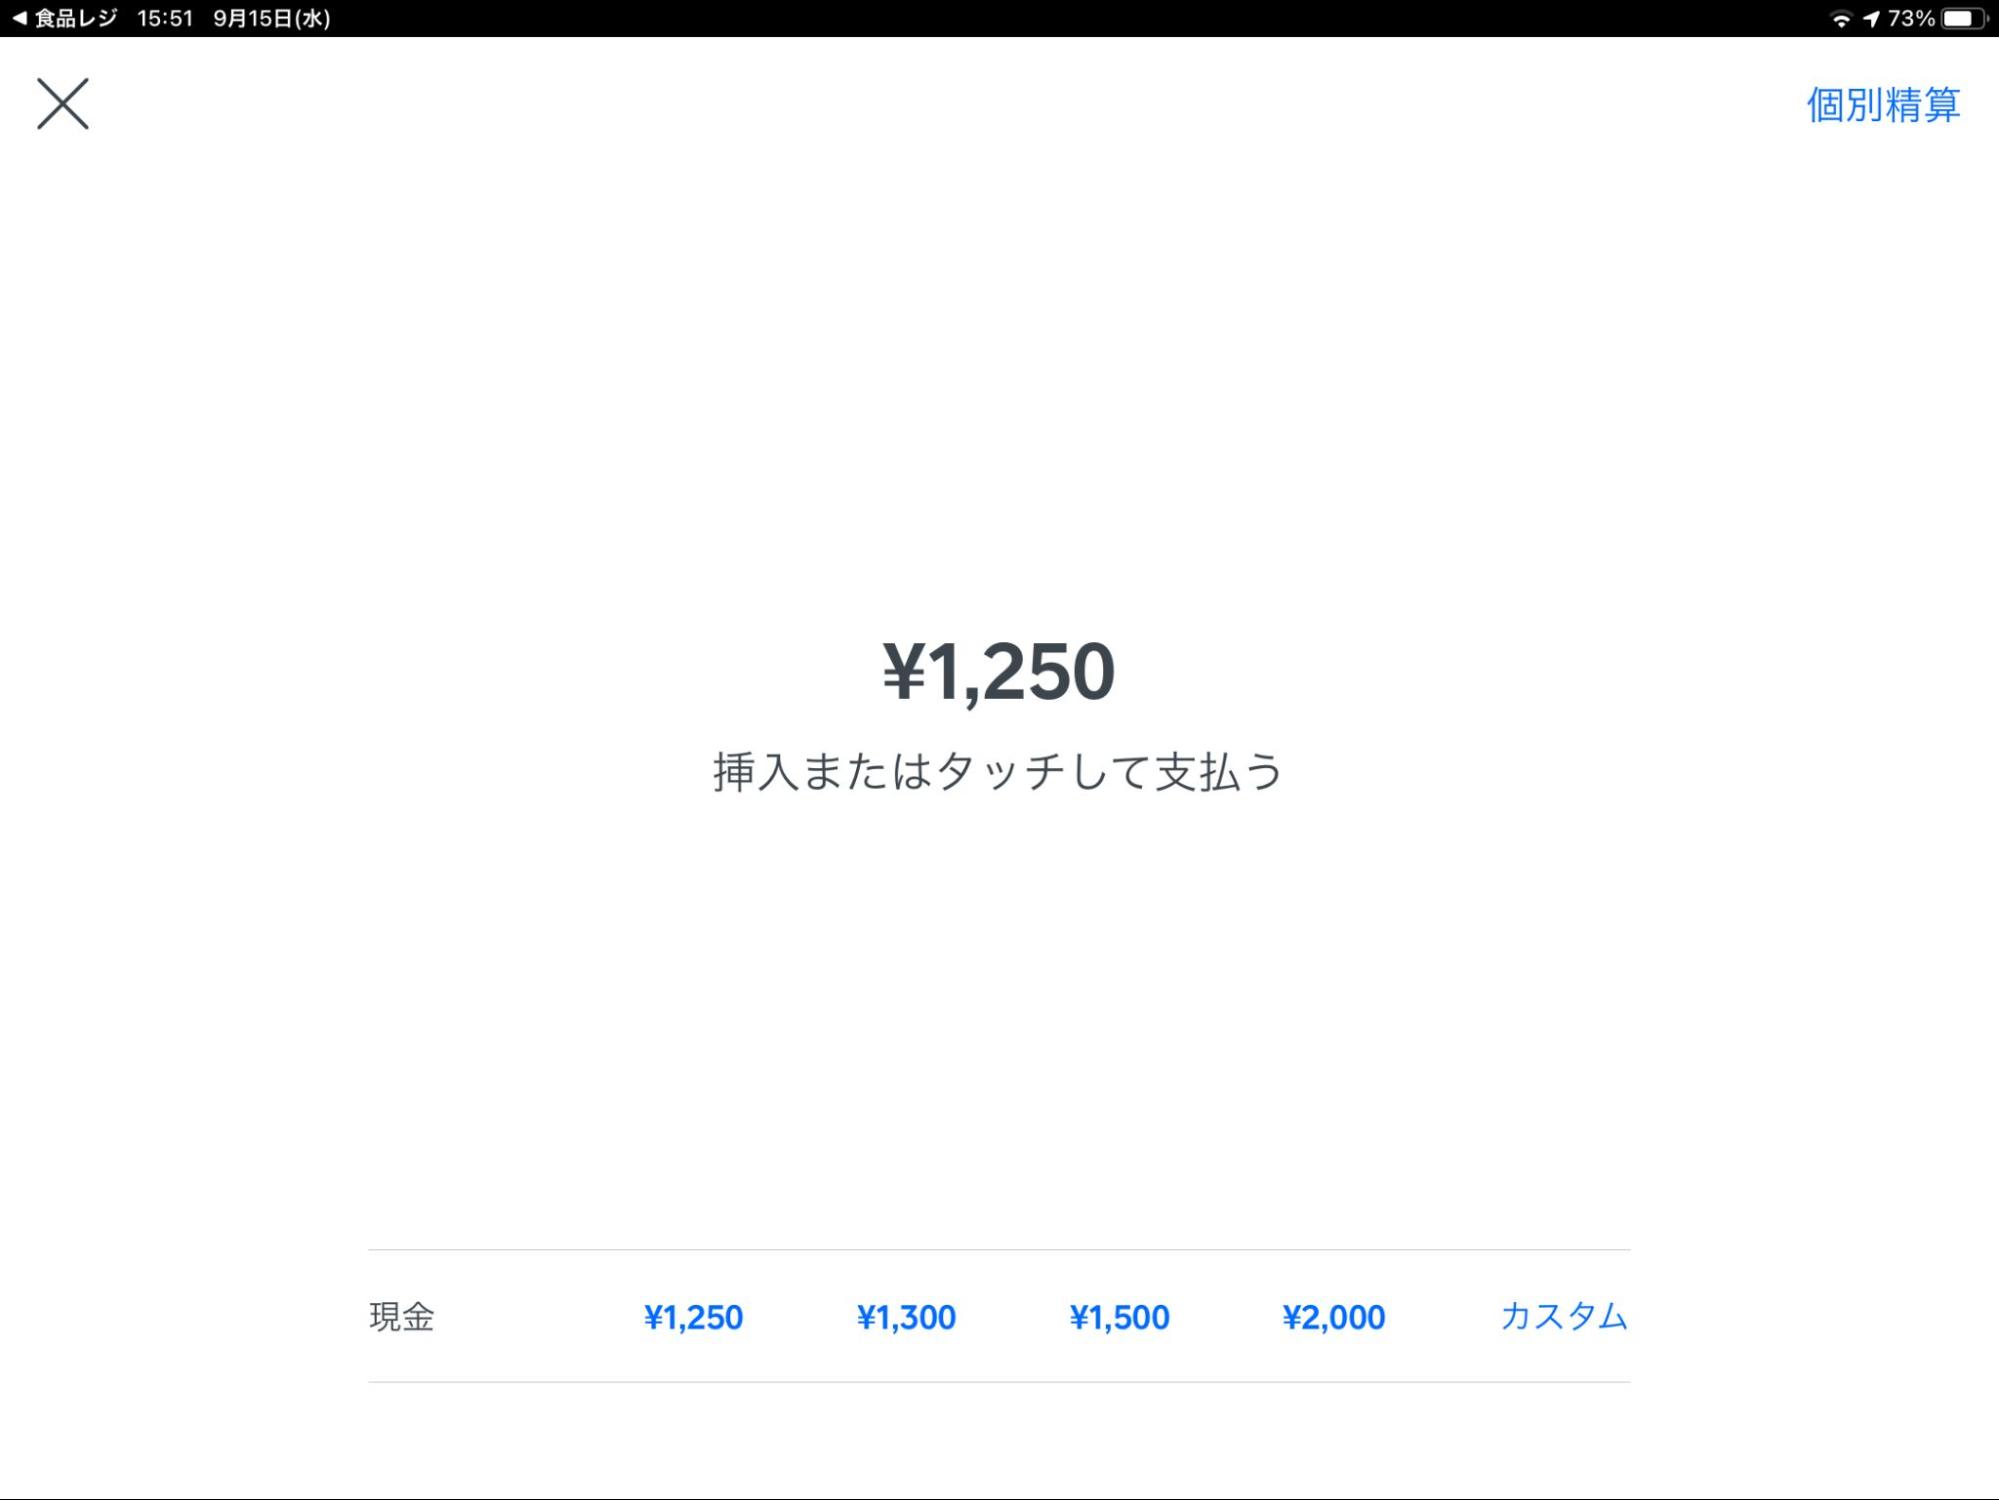 ◀ 食品レジ 15:51 9月15日(水) 73%
個別精算
¥1,250
挿入またはタッチして支払う
現金 ¥1,250 ¥1,300 ¥1,500 ¥2,000 カスタム